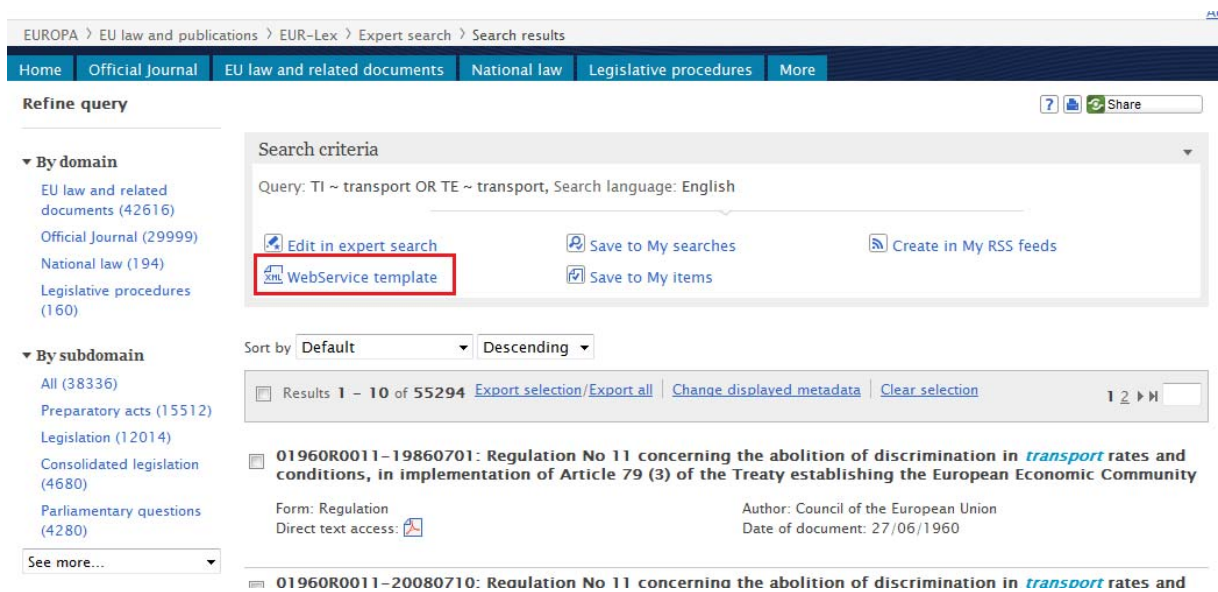 EUROPA > EU law and publications > EUR-Lex > Expert search > Search results
Home Official Journal EU law and related documents National law Legislative procedures More
Refine query
? Share
By domain
EU law and related
documents (42616)
Official Journal (29999)
National law (194)
Legislative procedures
(160)
By subdomain
All (38336)
Preparatory acts (15512)
Legislation (12014)
Consolidated legislation
(4680)
Parliamentary questions
(4280)
See more...
Search criteria
Query: TI ~ transport OR TE ~ transport, Search language: English
Edit in expert search Save to My searches Create in My RSS feeds
XML WebService template Save to My items
Sort by Default Descending
Results 1 - 10 of 55294 Export selection/Export all Change displayed metadata Clear selection 1 2
01960R0011-19860701: Regulation No 11 concerning the abolition of discrimination in transport rates and
conditions, in implementation of Article 79 (3) of the Treaty establishing the European Economic Community
Form: Regulation Author: Council of the European Union
Direct text access: Date of document: 27/06/1960
01960R0011-20080710: Regulation No 11 concerning the abolition of discrimination in transport rates and